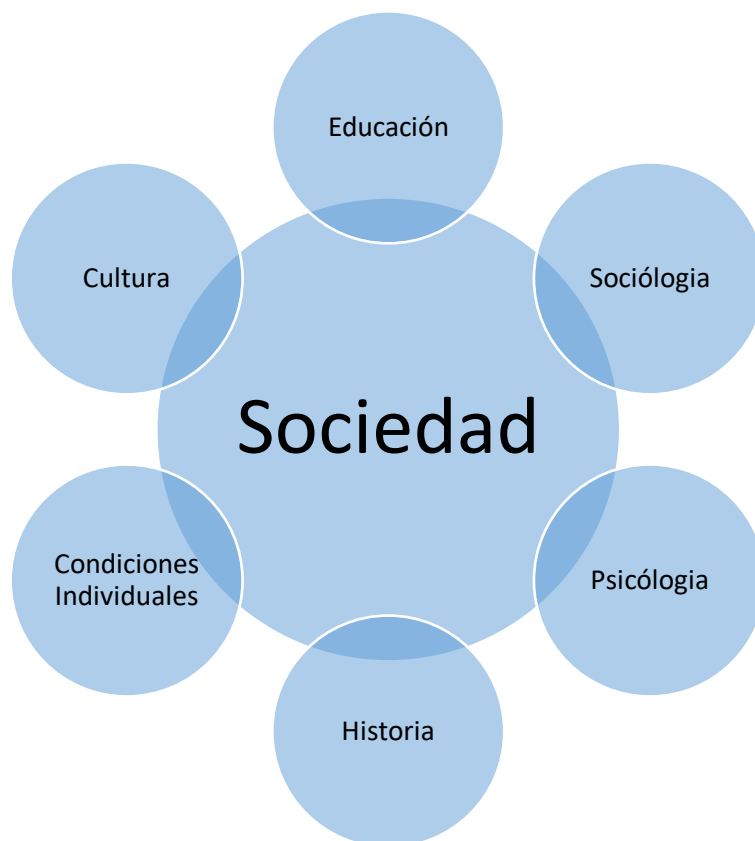 Educación
Cultura
Sociólogia
Sociedad
Condiciones
Individuales
Psicólogia
Historia